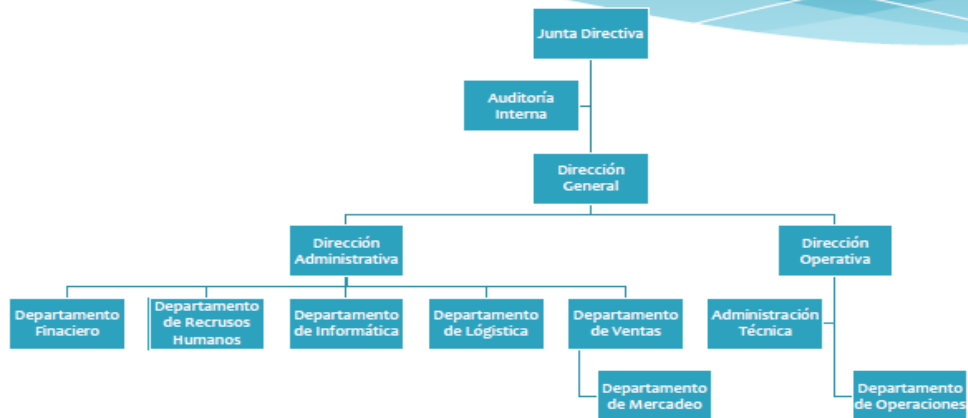 Junta Directiva
Auditoría
Interna
Dirección
General
Dirección
Administrativa
Dirección
Operativa
Departamento
Finaciero
Departamento
de Recrusos
Humanos
Departamento
de Informática
Departamento
de Lógistica
Departamento
de Ventas
Administración
Técnica
Departamento
de Mercadeo
Departamento
de Operaciones